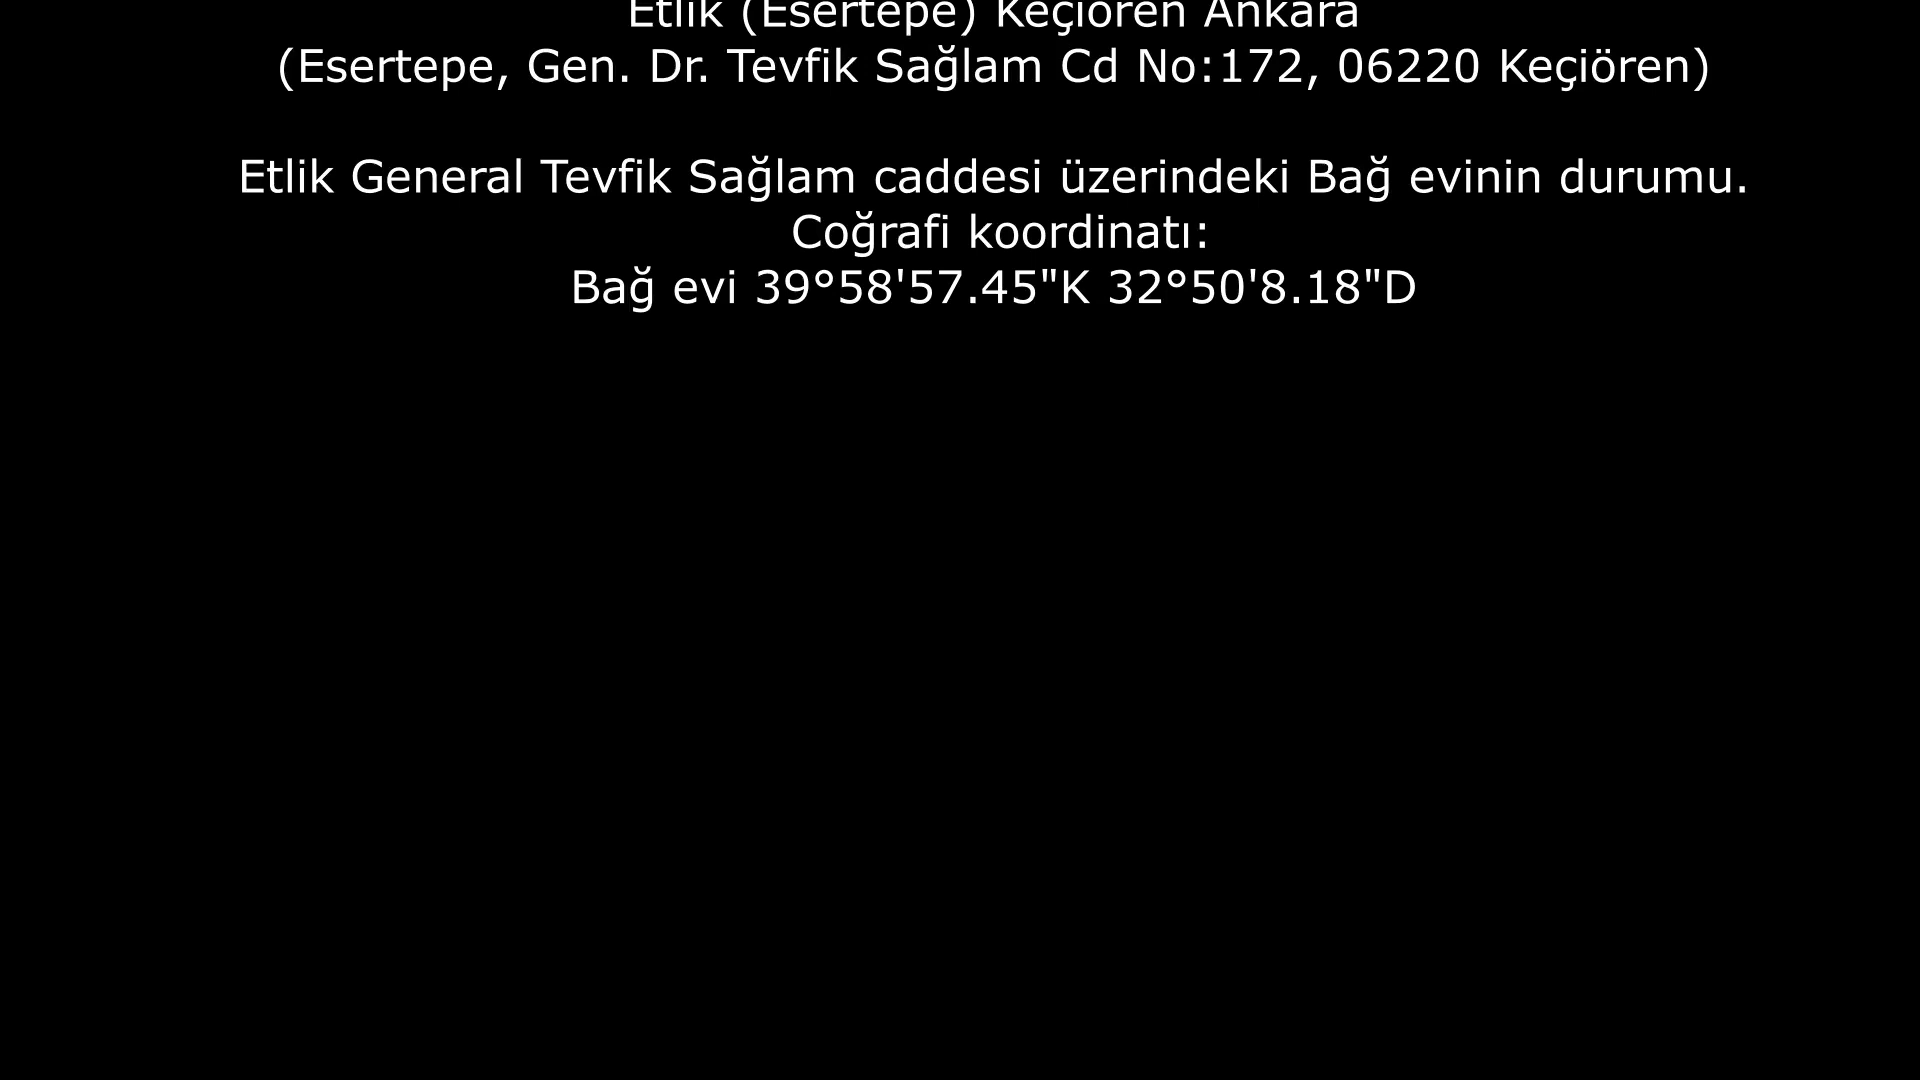 Etlik (Esertepe) Keçiören Ankara
(Esertepe, Gen. Dr. Tevfik Sağlam Cd No:172, 06220 Keçiören)
Etlik General Tevfik Sağlam caddesi üzerindeki Bağ evinin durumu.
Coğrafi koordinatı:
Bağ evi 39°58'57.45"K 32°50'8.18"D